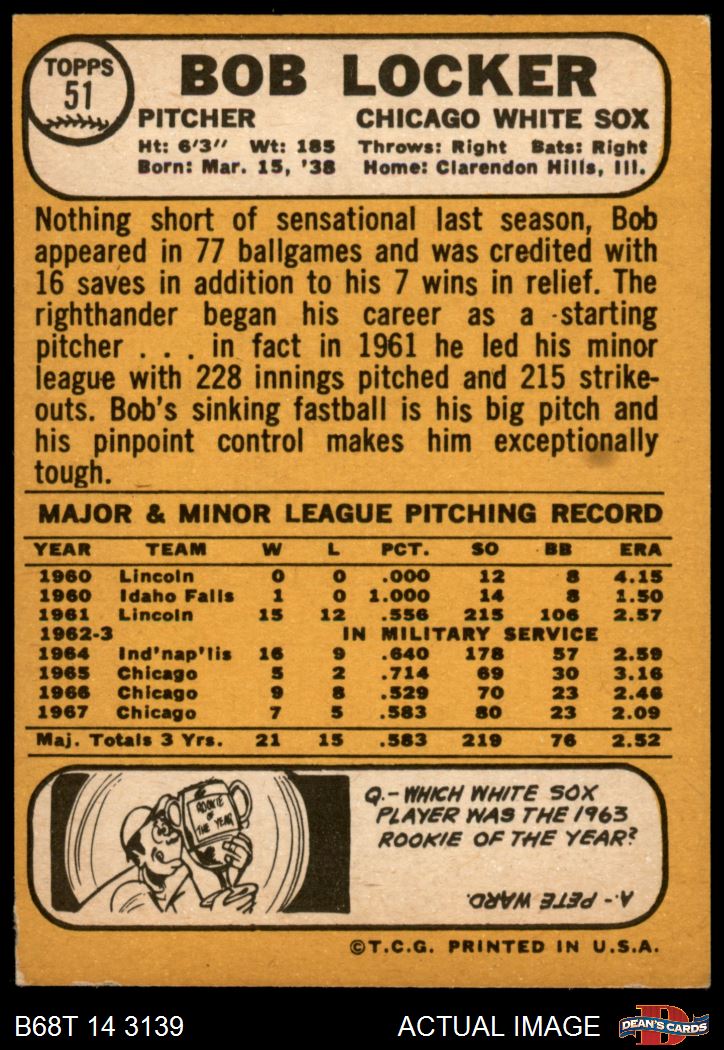 TOPPS
51
BOB LOCKER
PITCHER CHICAGO WHITE SOX
Ht: 6'3" Wt: 185 Throws: Right Bats: Right
Born: Mar. 15, '38 Home: Clarendon Hills, Ill.
Nothing short of sensational last season, Bob
appeared in 77 ballgames and was credited with
16 saves in addition to his 7 wins in relief. The
righthander began his career as a starting
pitcher . . . in fact in 1961 he led his minor
league with 228 innings pitched and 215 strike-
outs. Bob's sinking fastball is his big pitch and
his pinpoint control makes him exceptionally
tough.
MAJOR & MINOR LEAGUE PITCHING RECORD
YEAR TEAM W L PCT. SO BB ERA
1960 Lincoln 0 0 .000 12 8 4.15
1960 Idaho Falls 1 0 1.000 14 8 1.50
1961 Lincoln 15 12 .556 215 106 2.57
1962-3 IN MILITARY SERVICE
1964 Ind'nap'lis 16 9 .640 178 57 2.59
1965 Chicago 5 2 .714 69 30 3.16
1966 Chicago 9 8 .529 70 23 2.46
1967 Chicago 7 5 .583 80 23 2.09
Maj. Totals 3 Yrs. 21 15 .583 219 76 2.52
ROOKIE
OF
THE YEAR
Q.- WHICH WHITE SOX
PLAYER WAS THE 1963
ROOKIE OF THE YEAR?
A.- PETE WARD.
©T.C.G. PRINTED IN U.S.A.
B68T 14 3139 ACTUAL IMAGE
D
DEAN'S CARDS